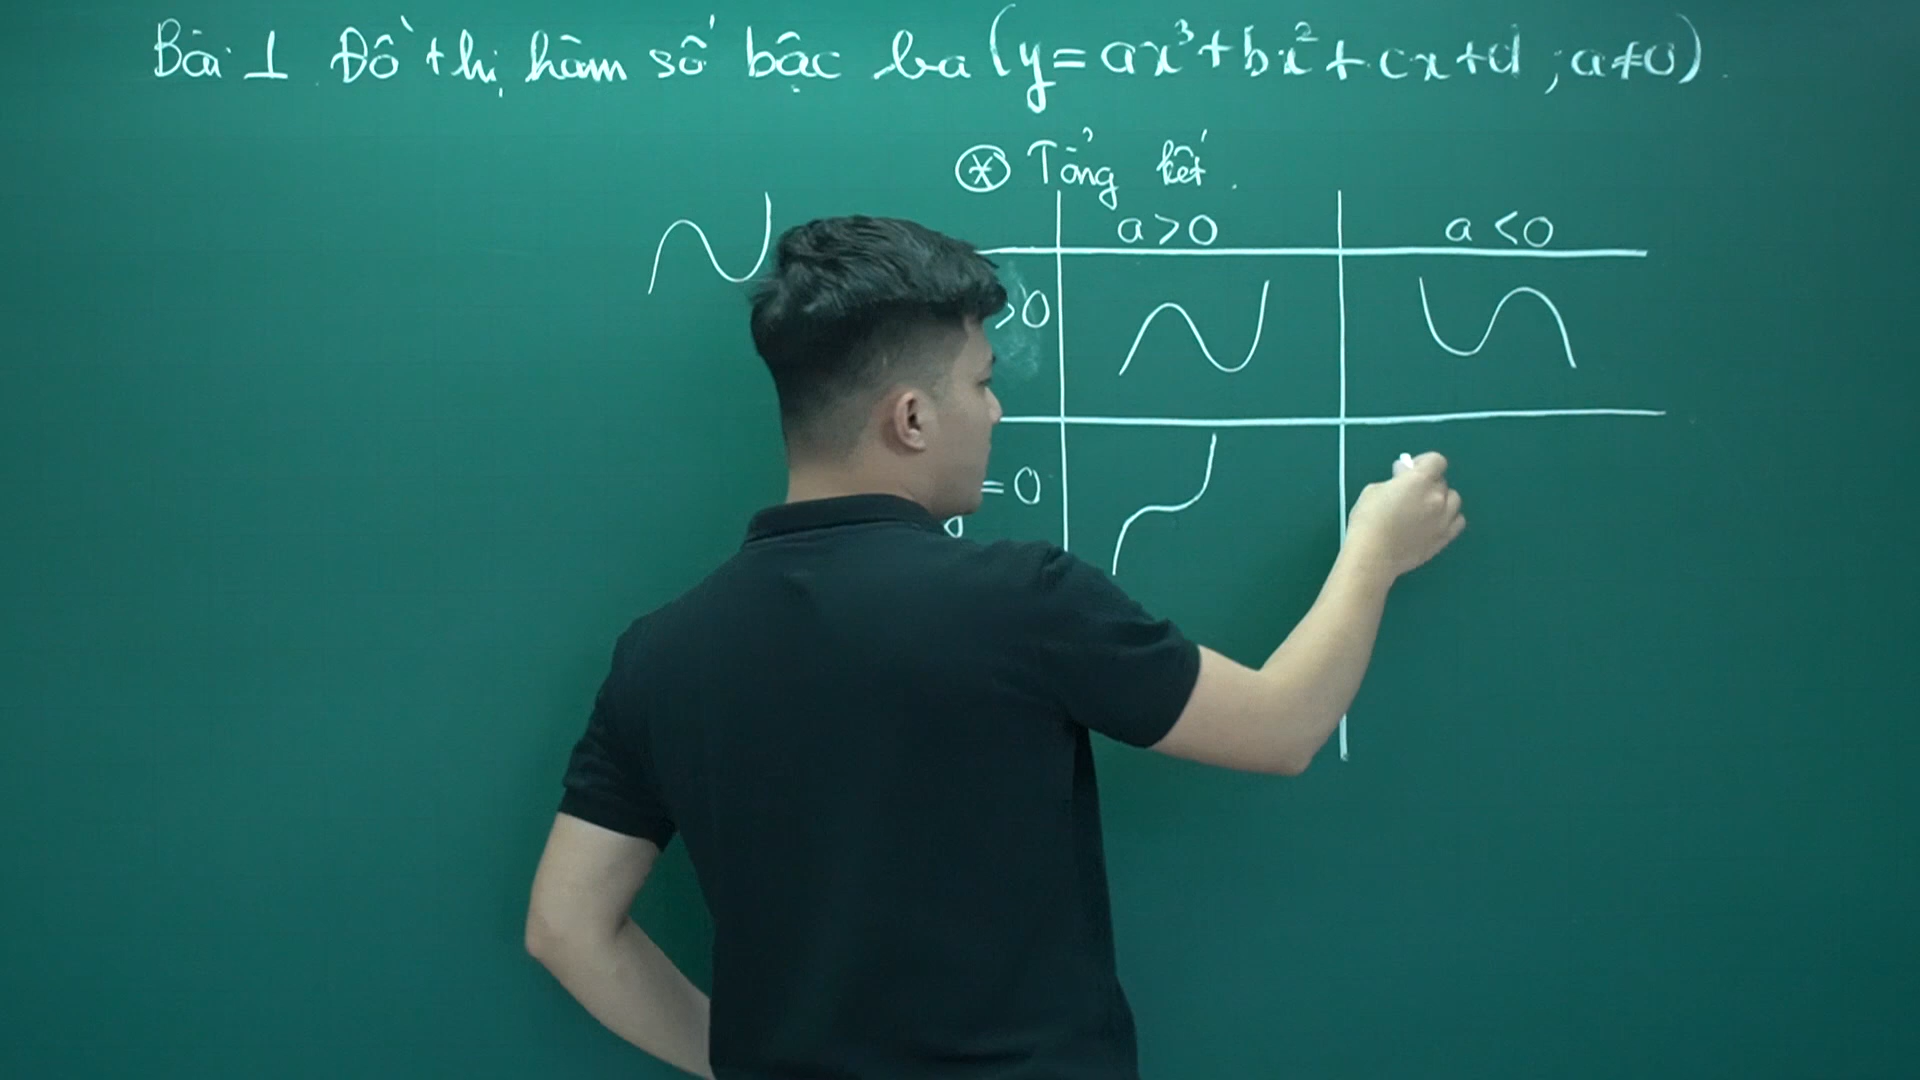 Bài 1 Đồ thị hàm số bậc ba (y = ax³ + bx² + cx + d ; a ≠ 0)
⊛ Tổng kết.
a > 0 a < 0
> 0
= 0